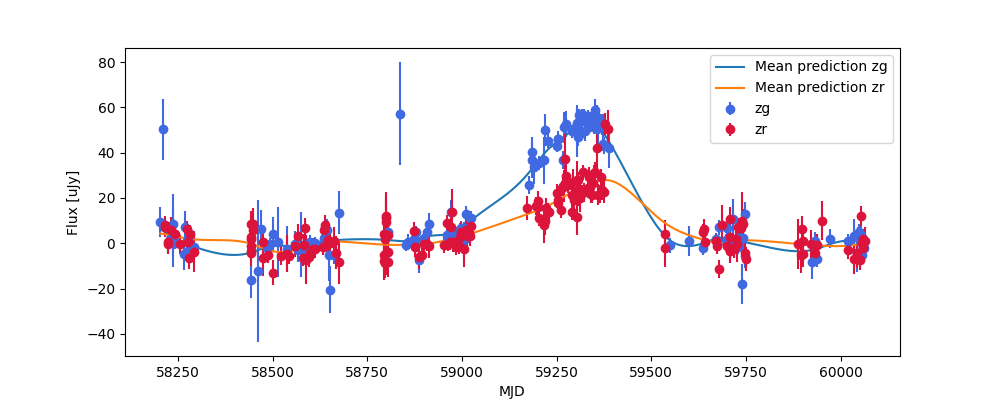 Mean prediction zg
Mean prediction zr
zg
zr
Flux [uJy]
80
60
40
20
0
−20
−40
58250
58500
58750
59000
59250
59500
59750
60000
MJD